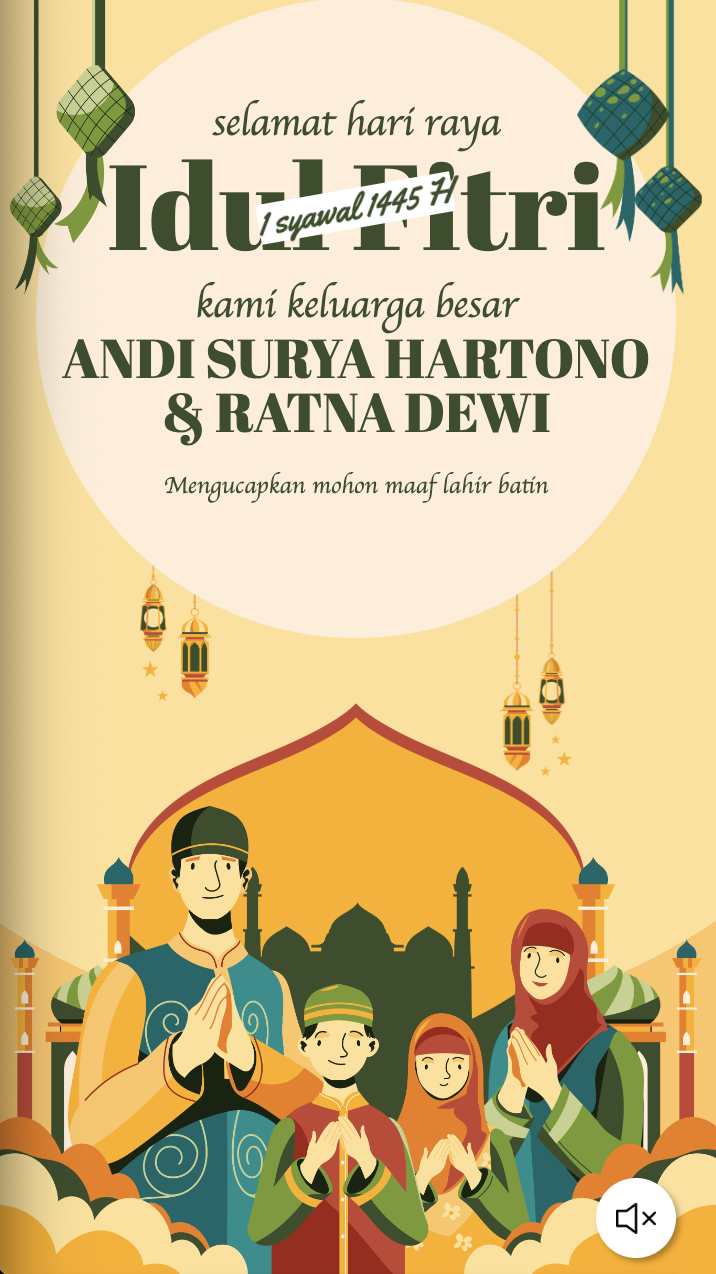 selamat hari raya
Idul Fitri
1 syawal 1445 H
kami keluarga besar
ANDI SURYA HARTONO
& RATNA DEWI
Mengucapkan mohon maaf lahir batin